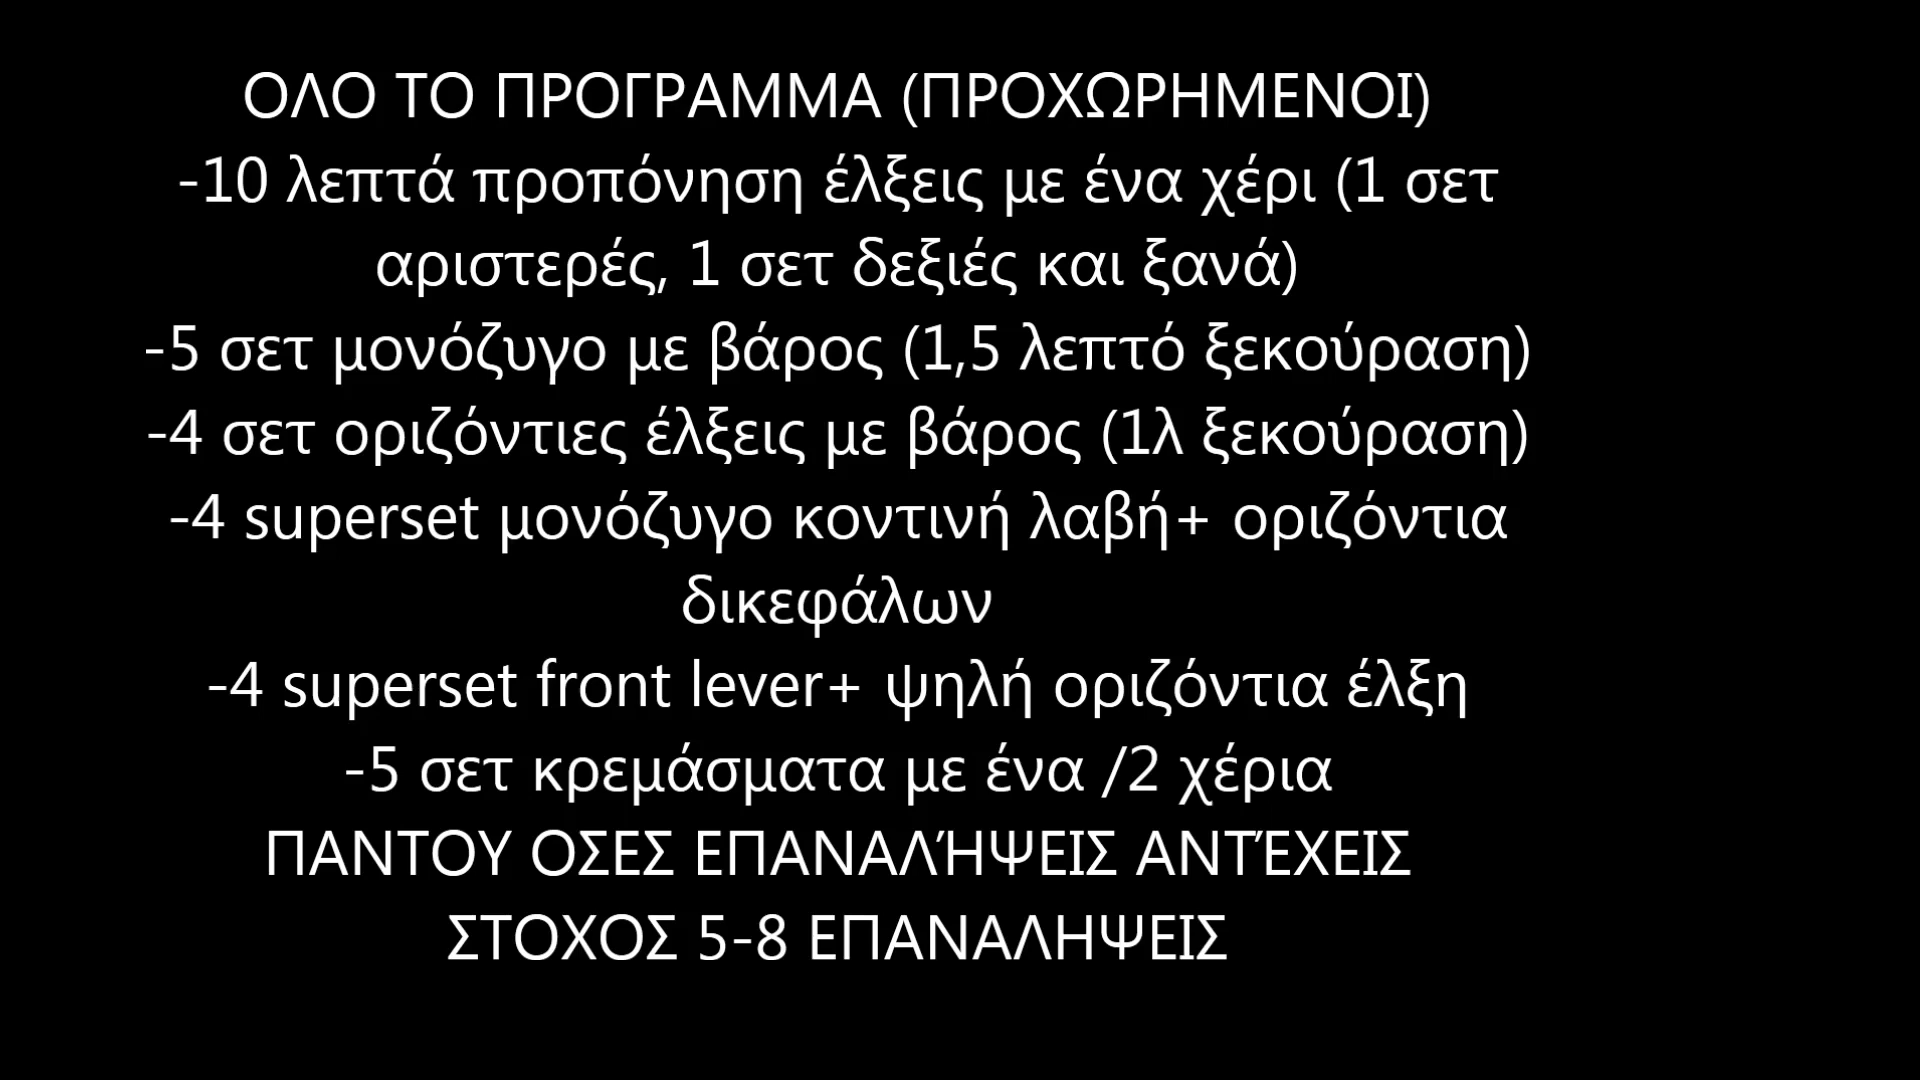 ΟΛΟ ΤΟ ΠΡΟΓΡΑΜΜΑ (ΠΡΟΧΩΡΗΜΕΝΟΙ)
-10 λεπτά προπόνηση έλξεις με ένα χέρι (1 σετ
αριστερές, 1 σετ δεξιές και ξανά)
-5 σετ μονόζυγο με βάρος (1,5 λεπτό ξεκούραση)
-4 σετ οριζόντιες έλξεις με βάρος (1λ ξεκούραση)
-4 superset μονόζυγο κοντινή λαβή+ οριζόντια
δικεφάλων
-4 superset front lever+ ψηλή οριζόντια έλξη
-5 σετ κρεμάσματα με ένα /2 χέρια
ΠΑΝΤΟΥ ΟΣΕΣ ΕΠΑΝΑΛΉΨΕΙΣ ΑΝΤΈΧΕΙΣ
ΣΤΟΧΟΣ 5-8 ΕΠΑΝΑΛΗΨΕΙΣ